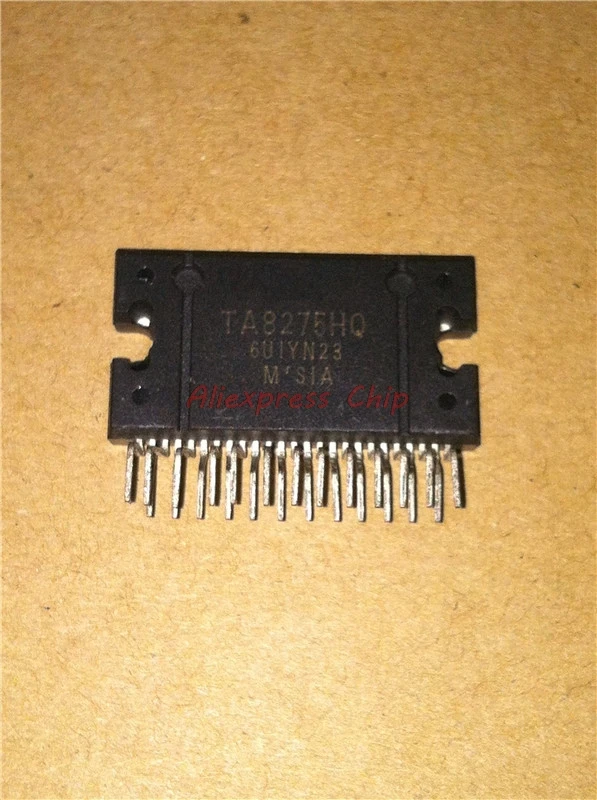 TA8275HQ
6U1YN23
M'SIA
Aliexpress Chip